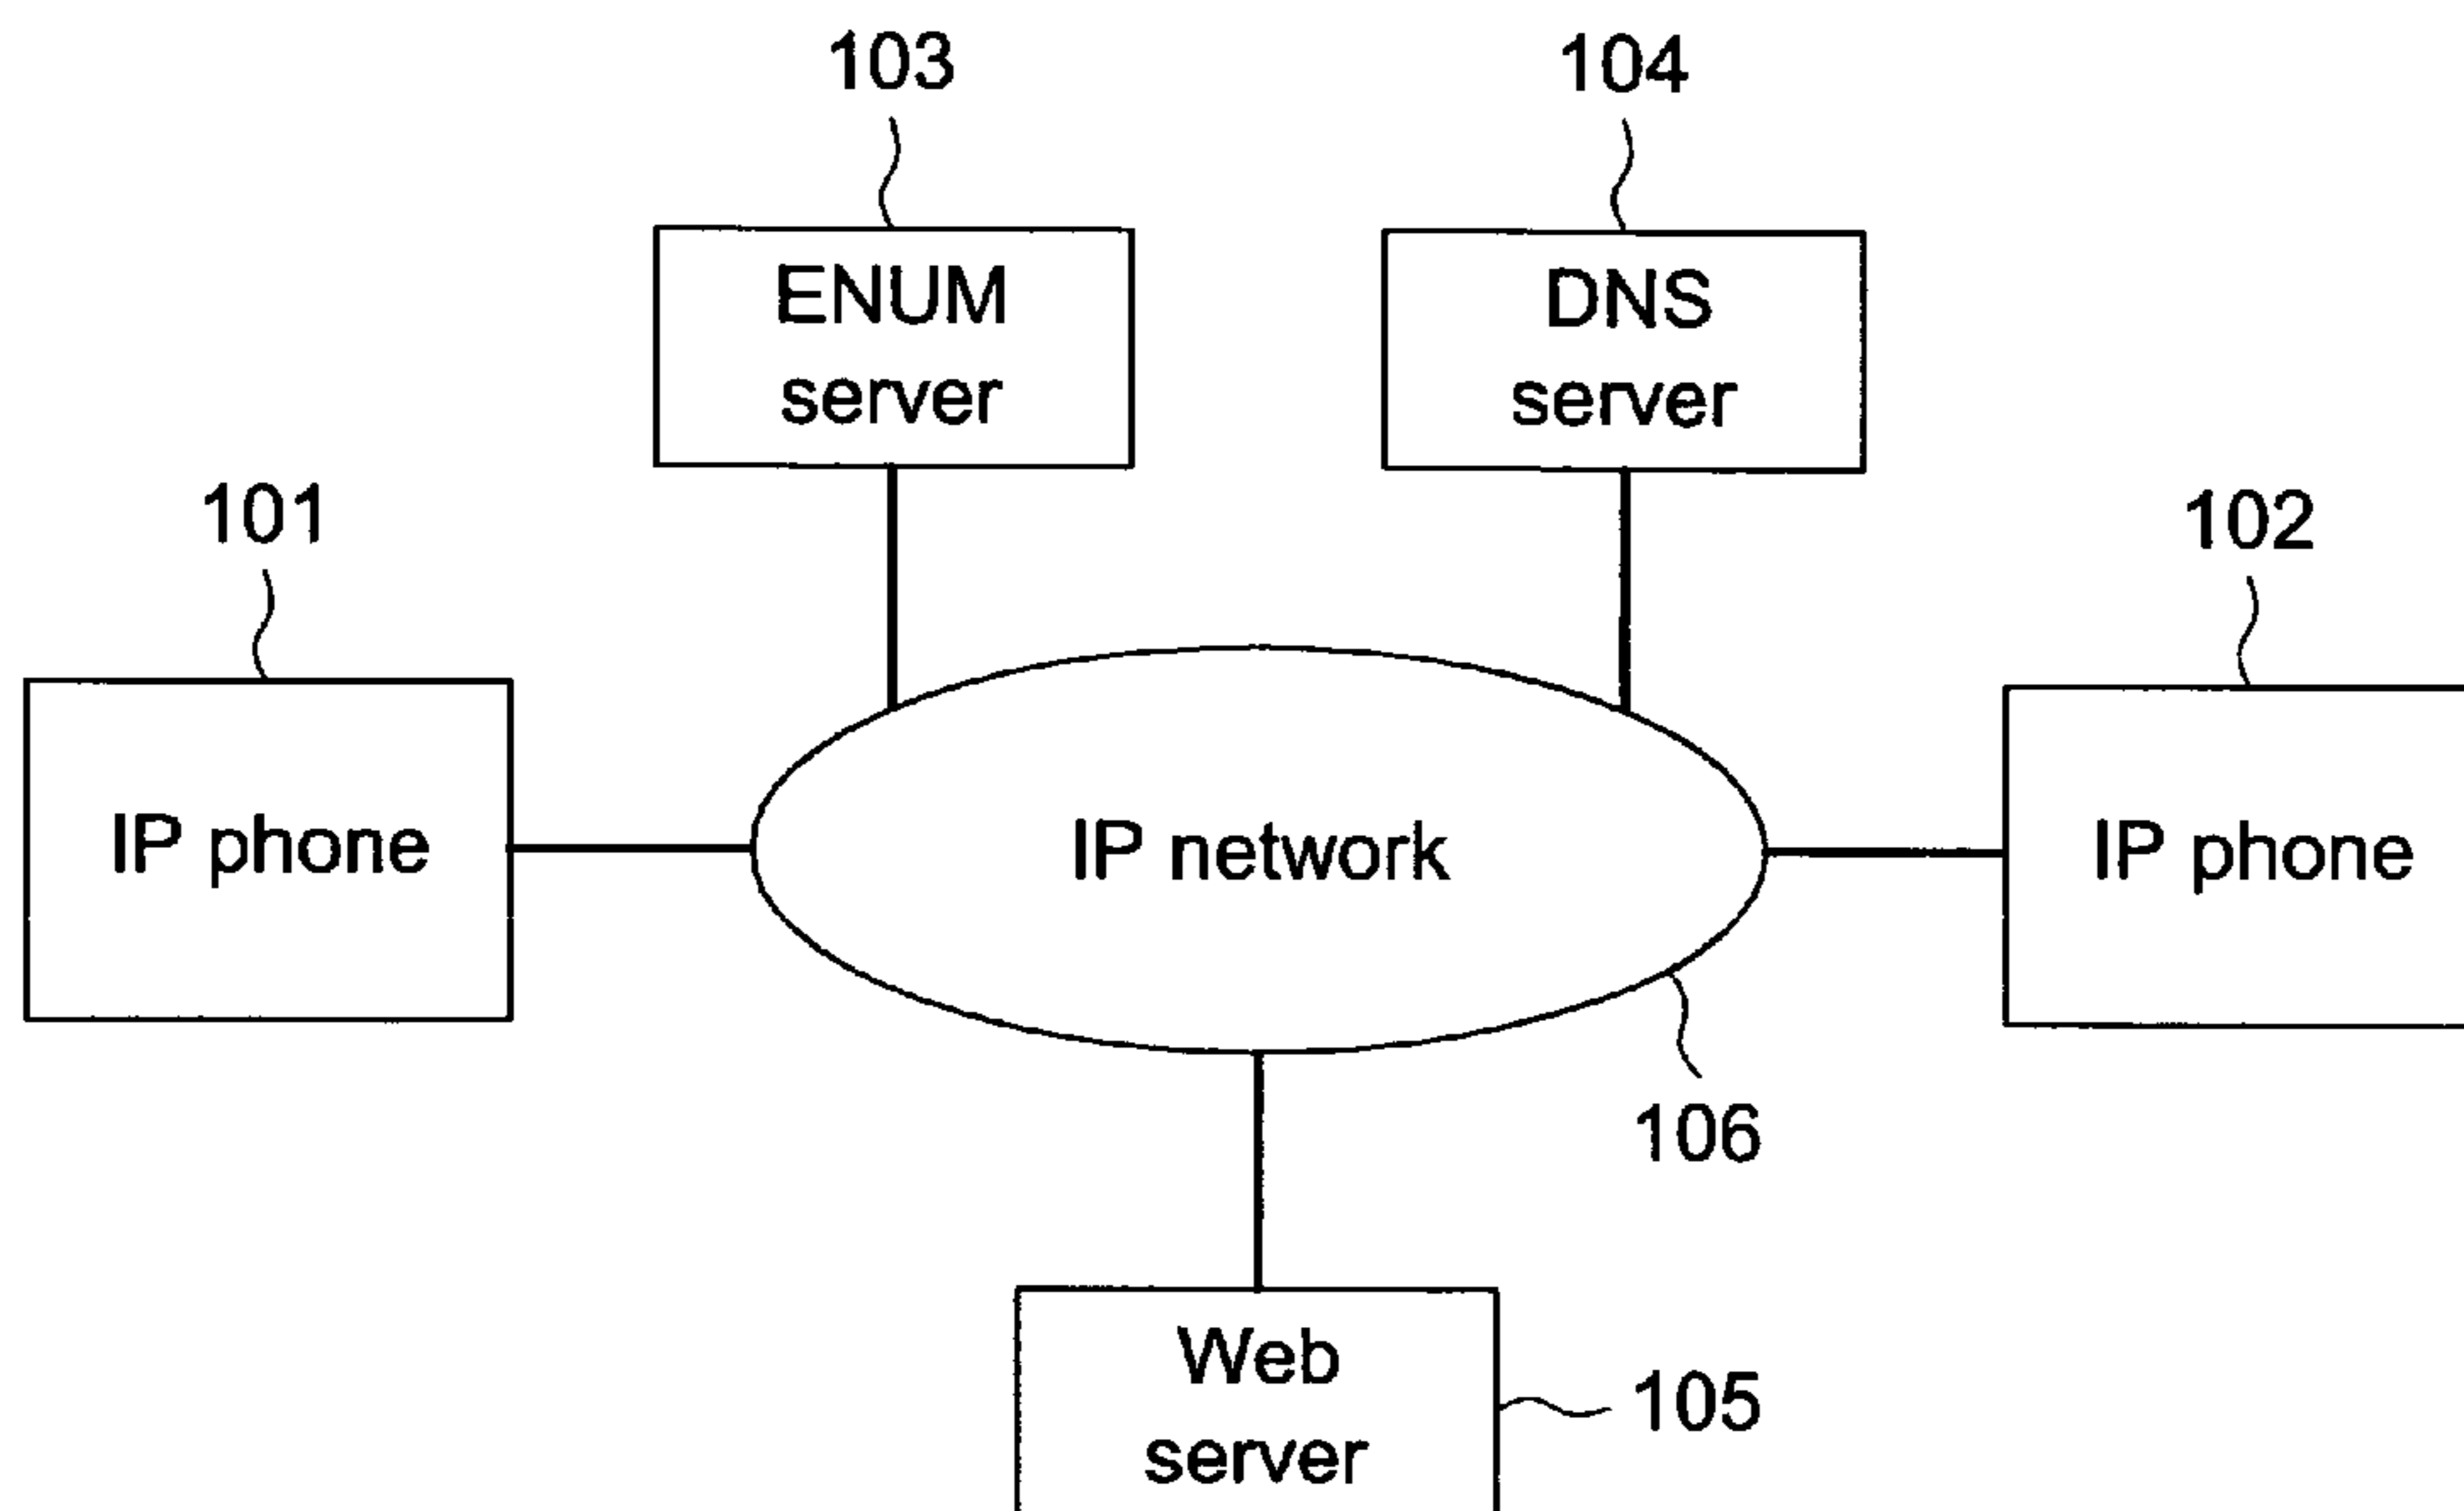 103
104
ENUM
server
DNS
server
101
102
IP phone
IP network
IP phone
106
Web
server
105